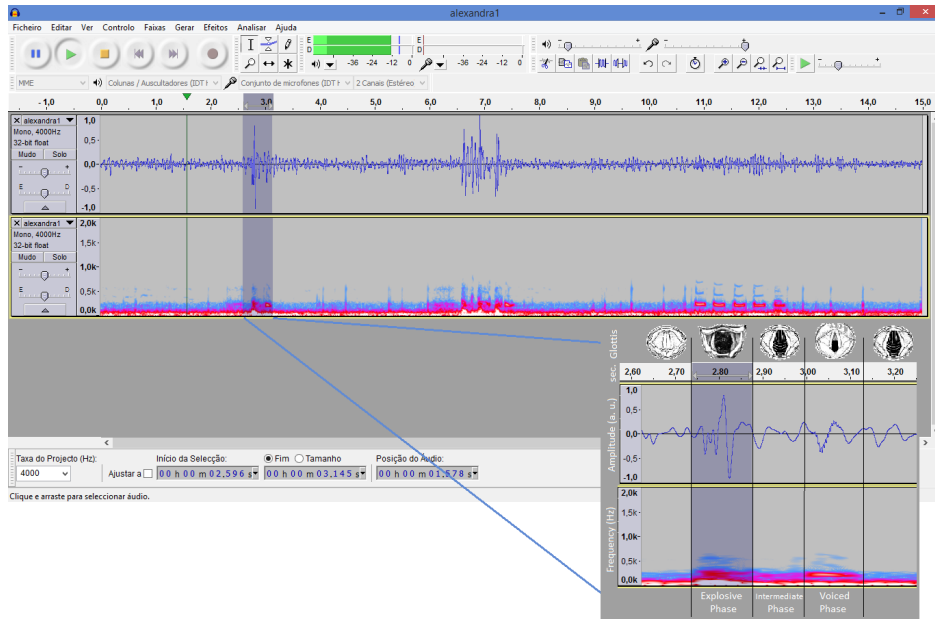 alexandra1
Ficheiro Editar Ver Controlo Faixas Gerar Efeitos Analisar Ajuda
E
D
-36 -24 -12 0
E
D
-36 -24 -12 0
MME
Colunas / Auscultadores (IDT H
Conjunto de microfones (IDT H
2 Canais (Estéreo
-1,0 0,0 1,0 2,0 3,0 4,0 5,0 6,0 7,0 8,0 9,0 10,0 11,0 12,0 13,0 14,0 15,0
alexandra1
Mono, 4000Hz
32-bit float
Mudo Solo
- +
E D
1,0
0,5
0,0
-0,5
-1,0
alexandra1
Mono, 4000Hz
32-bit float
Mudo Solo
- +
E D
2,0k
1,5k
1,0k
0,5k
0,0k
Glottis
sec.
2,60 2,70 2,80 2,90 3,00 3,10 3,20
Amplitude (a. u.)
1,0
0,5
0,0
-0,5
-1,0
Frequency (Hz)
2,0k
1,5k
1,0k
0,5k
0,0k
Explosive Phase
Intermediate Phase
Voiced Phase
Taxa do Projecto (Hz):
4000
Ajustar a
Início da Selecção:
00 h 00 m 02,596 s
Fim Tamanho
00 h 00 m 03,145 s
Posição do Áudio:
00 h 00 m 01,578 s
Clique e arraste para seleccionar áudio.